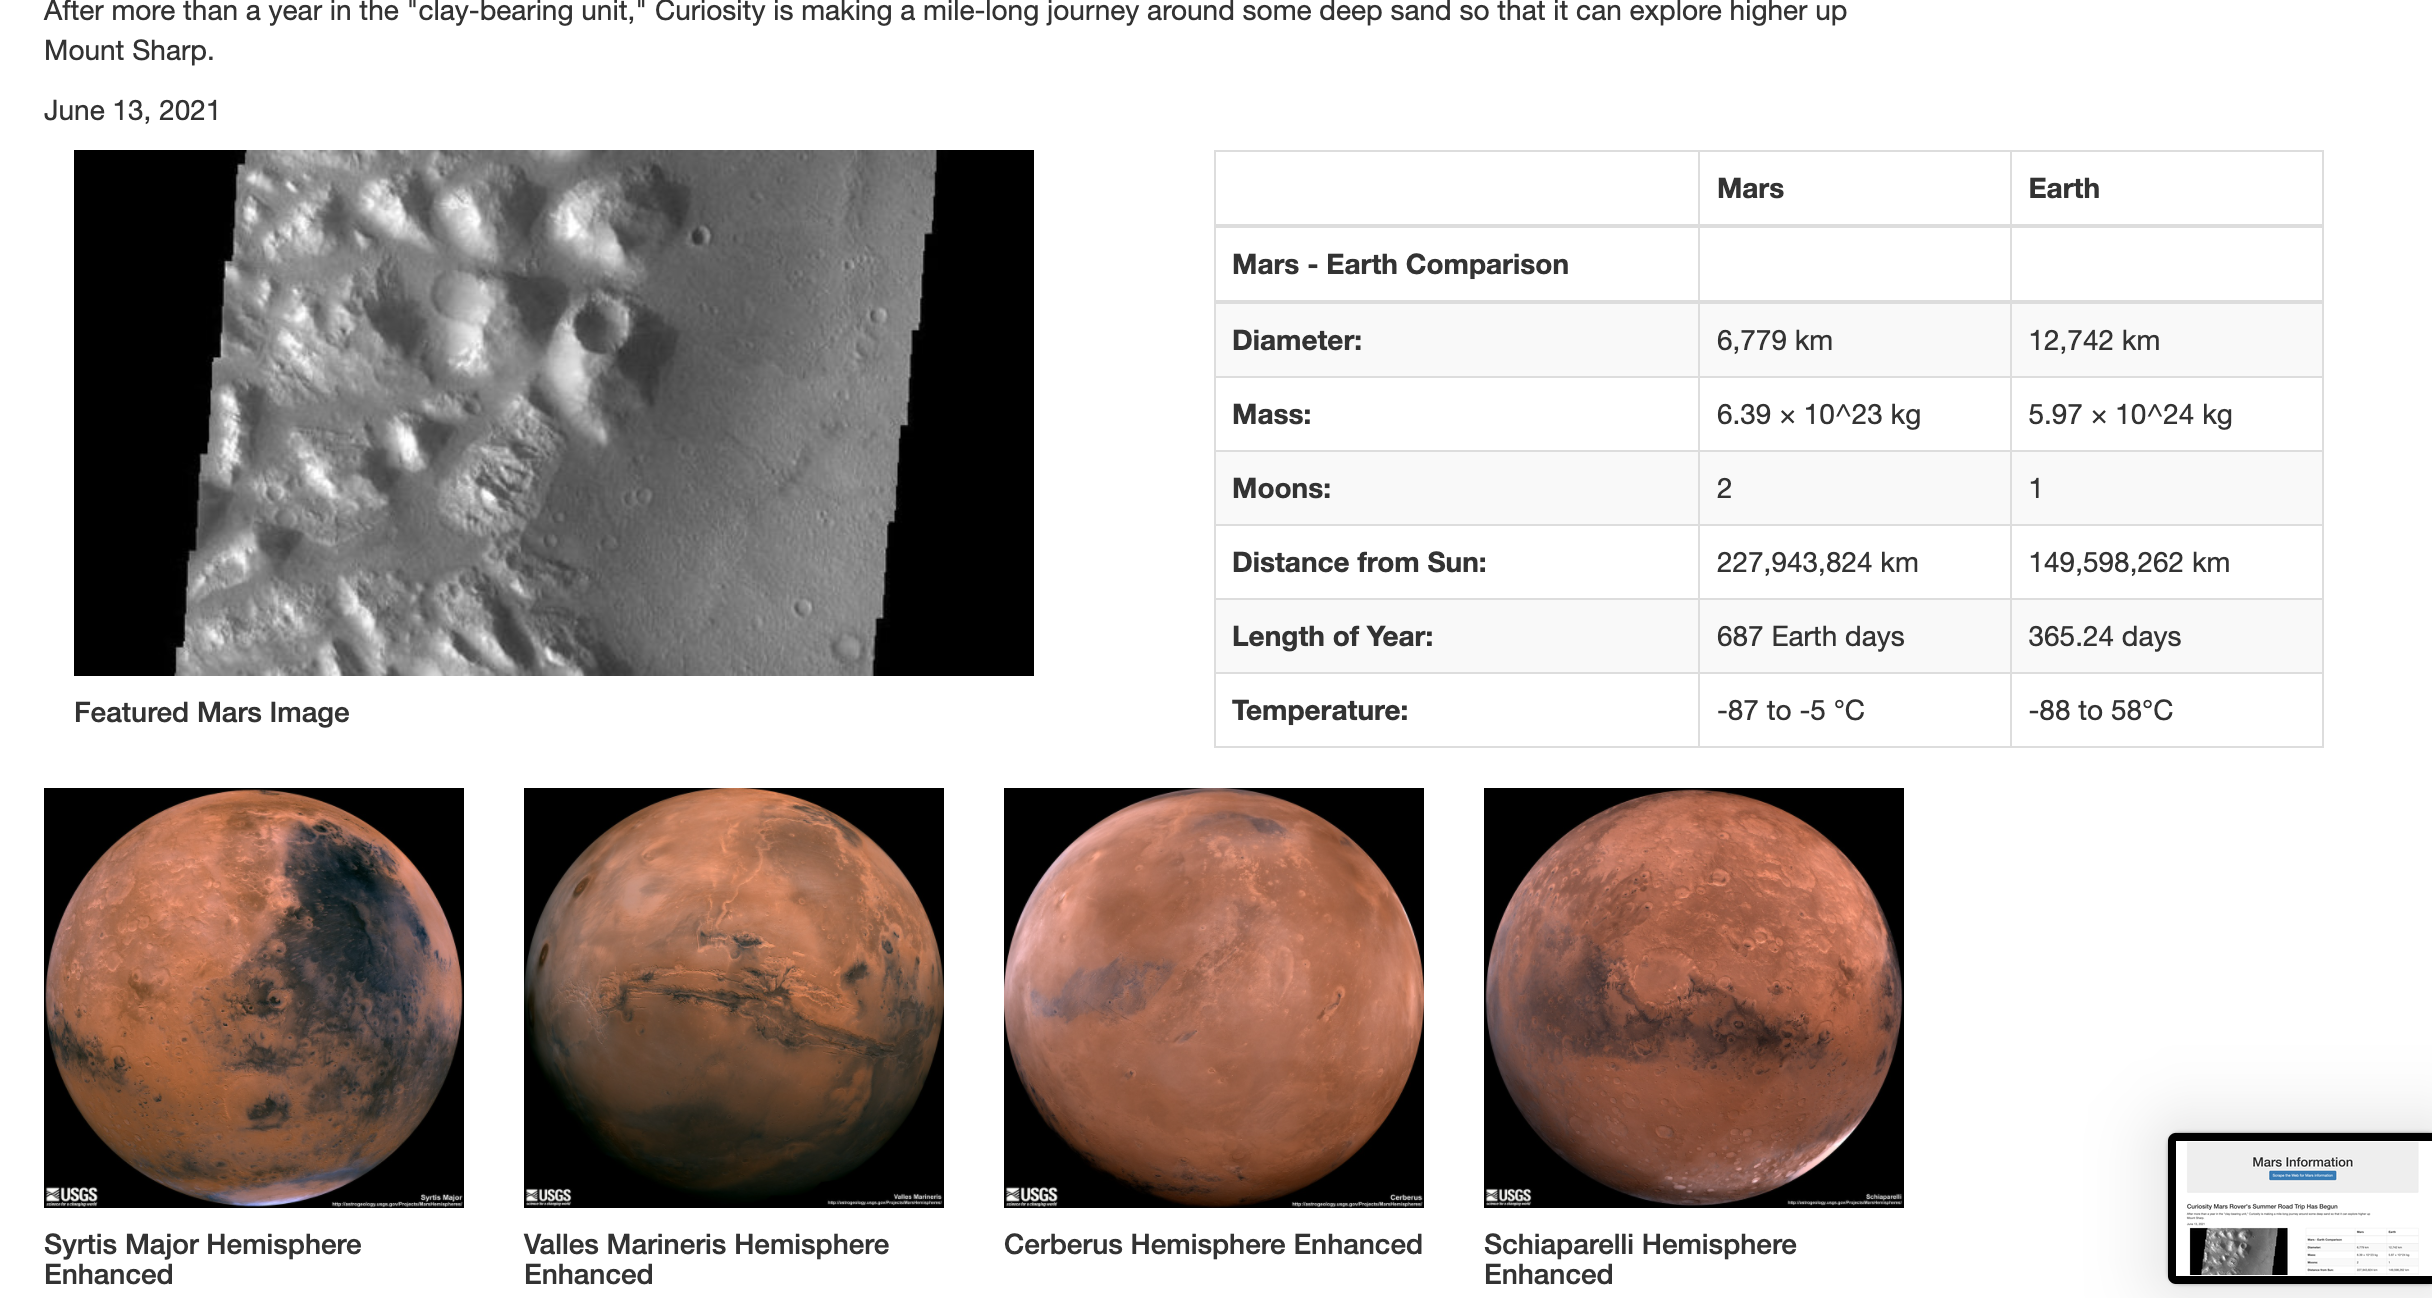 After more than a year in the "clay-bearing unit," Curiosity is making a mile-long journey around some deep sand so that it can explore higher up
Mount Sharp.
June 13, 2021
Featured Mars Image
Mars Earth
Mars - Earth Comparison
Diameter: 6,779 km 12,742 km
Mass: 6.39 × 10^23 kg 5.97 × 10^24 kg
Moons: 2 1
Distance from Sun: 227,943,824 km 149,598,262 km
Length of Year: 687 Earth days 365.24 days
Temperature: -87 to -5 °C -88 to 58°C
USGS
Syrtis Major
USGS
Valles Marineris
USGS
Cerberus
USGS
Schiaparelli
Syrtis Major Hemisphere
Enhanced
Valles Marineris Hemisphere
Enhanced
Cerberus Hemisphere Enhanced
Schiaparelli Hemisphere
Enhanced
Mars Information
Curiosity Mars Rover's Summer Road Trip Has Begun